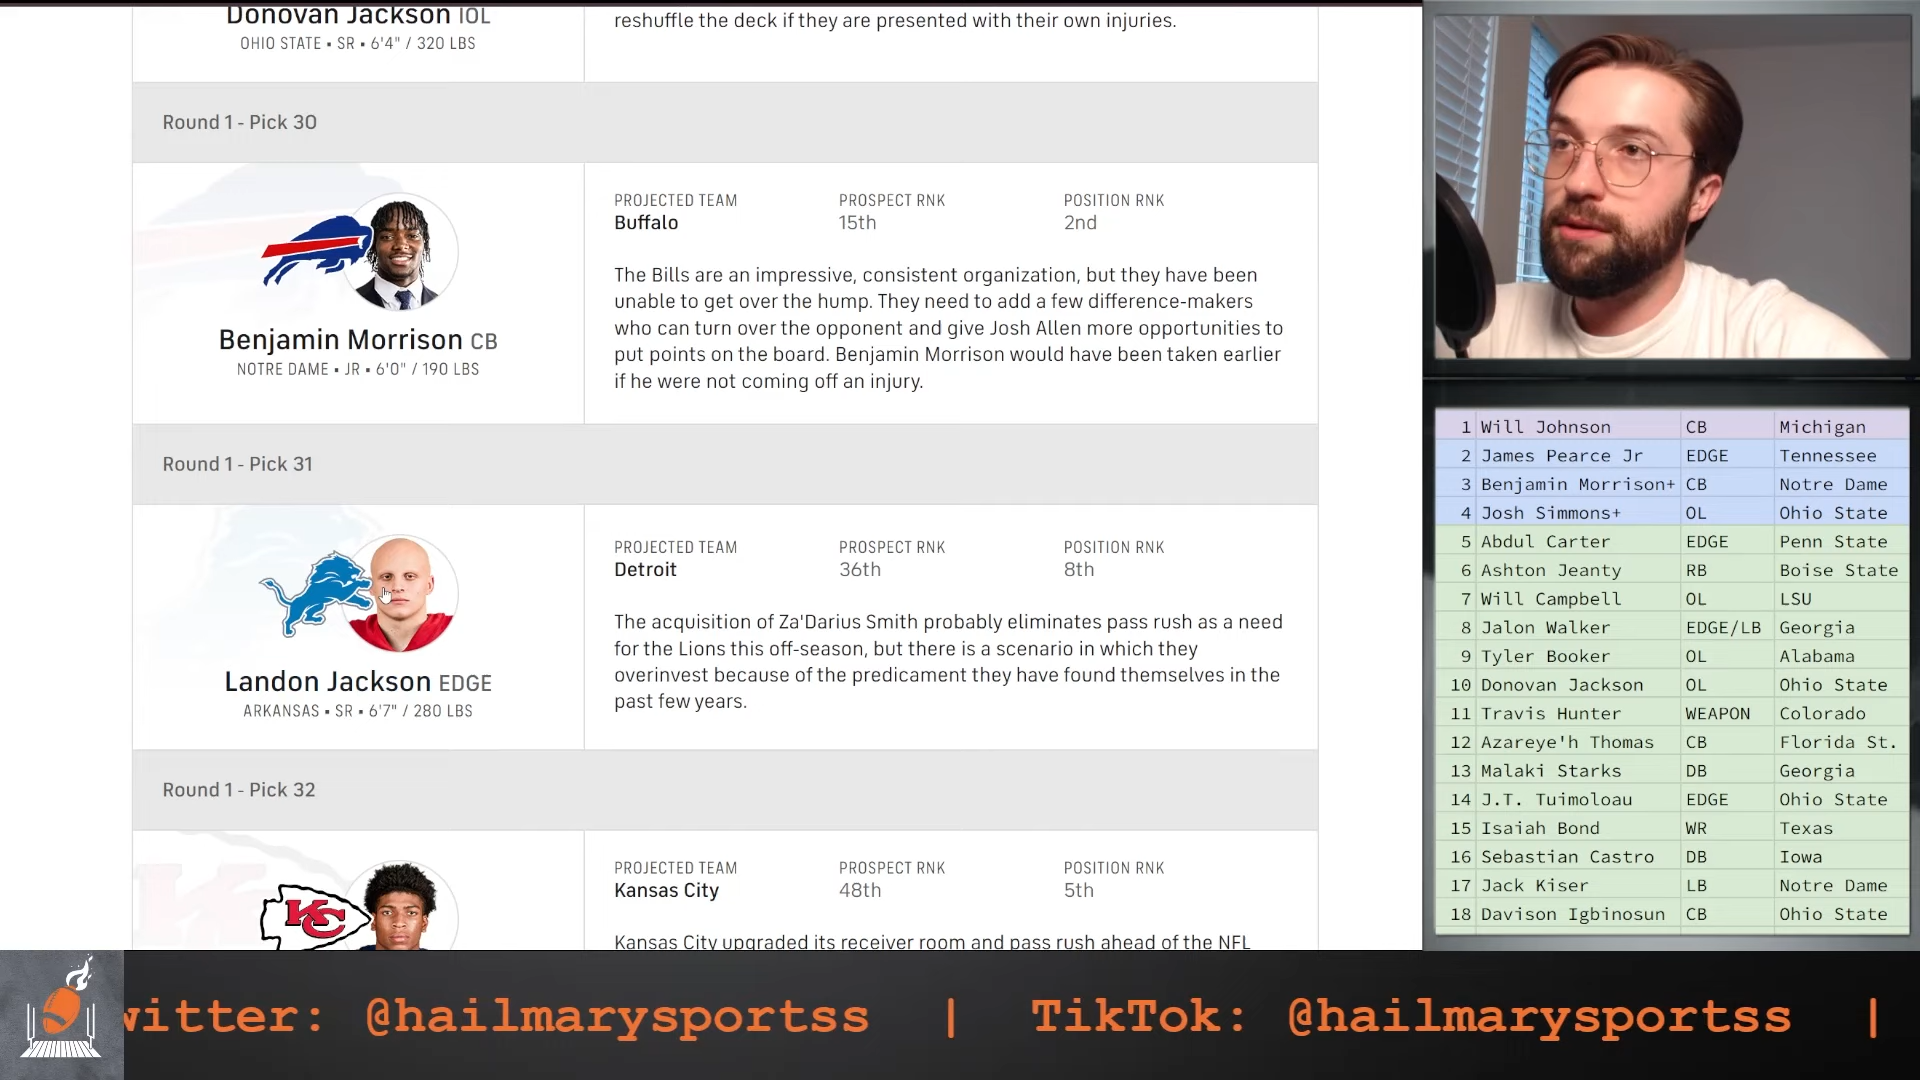 Donovan Jackson IOL
OHIO STATE • SR • 6'4" / 320 LBS
reshuffle the deck if they are presented with their own injuries.
Round 1 - Pick 30
Benjamin Morrison CB
NOTRE DAME • JR • 6'0" / 190 LBS
PROJECTED TEAM PROSPECT RNK POSITION RNK
Buffalo 15th 2nd
The Bills are an impressive, consistent organization, but they have been
unable to get over the hump. They need to add a few difference-makers
who can turn over the opponent and give Josh Allen more opportunities to
put points on the board. Benjamin Morrison would have been taken earlier
if he were not coming off an injury.
Round 1 - Pick 31
Landon Jackson EDGE
ARKANSAS • SR • 6'7" / 280 LBS
PROJECTED TEAM PROSPECT RNK POSITION RNK
Detroit 36th 8th
The acquisition of Za'Darius Smith probably eliminates pass rush as a need
for the Lions this off-season, but there is a scenario in which they
overinvest because of the predicament they have found themselves in the
past few years.
Round 1 - Pick 32
KC
PROJECTED TEAM PROSPECT RNK POSITION RNK
Kansas City 48th 5th
Kansas City upgraded its receiver room and pass rush ahead of the NFL
1 Will Johnson CB Michigan
2 James Pearce Jr EDGE Tennessee
3 Benjamin Morrison+ CB Notre Dame
4 Josh Simmons+ OL Ohio State
5 Abdul Carter EDGE Penn State
6 Ashton Jeanty RB Boise State
7 Will Campbell OL LSU
8 Jalon Walker EDGE/LB Georgia
9 Tyler Booker OL Alabama
10 Donovan Jackson OL Ohio State
11 Travis Hunter WEAPON Colorado
12 Azareye'h Thomas CB Florida St.
13 Malaki Starks DB Georgia
14 J.T. Tuimoloau EDGE Ohio State
15 Isaiah Bond WR Texas
16 Sebastian Castro DB Iowa
17 Jack Kiser LB Notre Dame
18 Davison Igbinosun CB Ohio State
witter: @hailmarysportss | TikTok: @hailmarysportss |